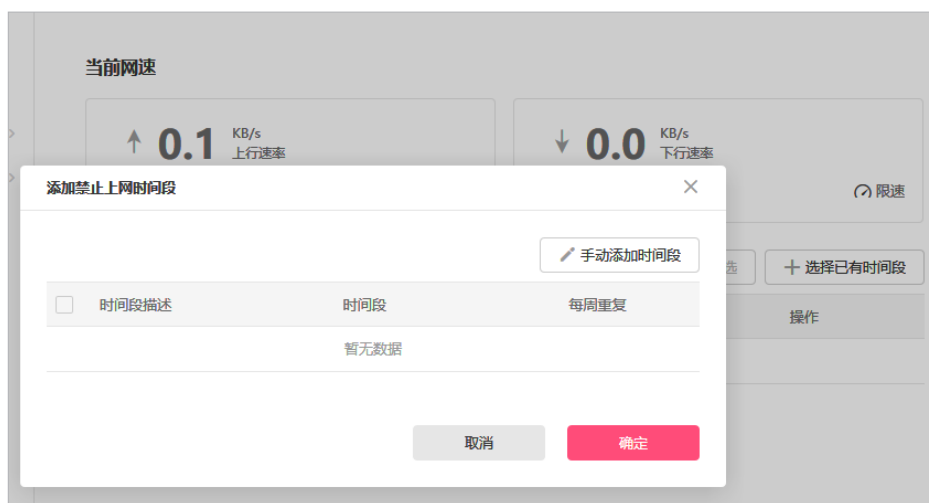 当前网速
0.1 KB/s
上行速率
0.0 KB/s
下行速率
限速
添加禁止上网时间段
手动添加时间段
选
选择已有时间段
时间段描述 时间段 每周重复
操作
暂无数据
取消 确定